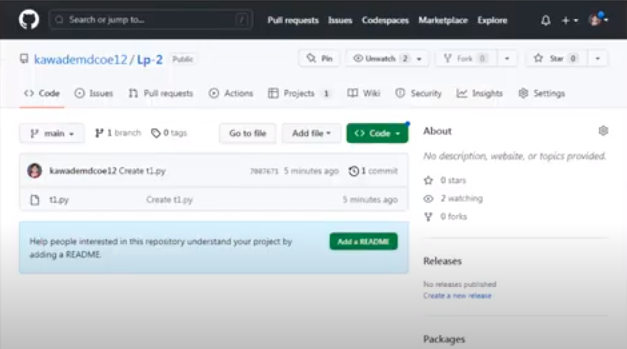 Search or jump to... / Pull requests Issues Codespaces Marketplace Explore
kawademdcoe12 / Lp-2 Public Pin Unwatch 2 Fork 0 Star 0
Code Issues Pull requests Actions Projects 1 Wiki Security Insights Settings
main 1 branch 0 tags Go to file Add file Code
About
No description, website, or topics provided.
kawademdcoe12 Create t1.py 5 minutes ago 1 commit
t1.py Create t1.py 5 minutes ago
0 stars
2 watching
0 forks
Help people interested in this repository understand your project by
adding a README.
Add a README
Releases
No releases published
Create a new release
Packages